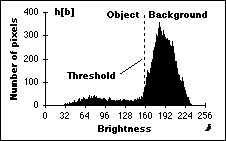 h[b]
Object
Background
Number of pixels
400
300
200
100
0
Threshold
0 32 64 96 128 160 192 224 256
Brightness